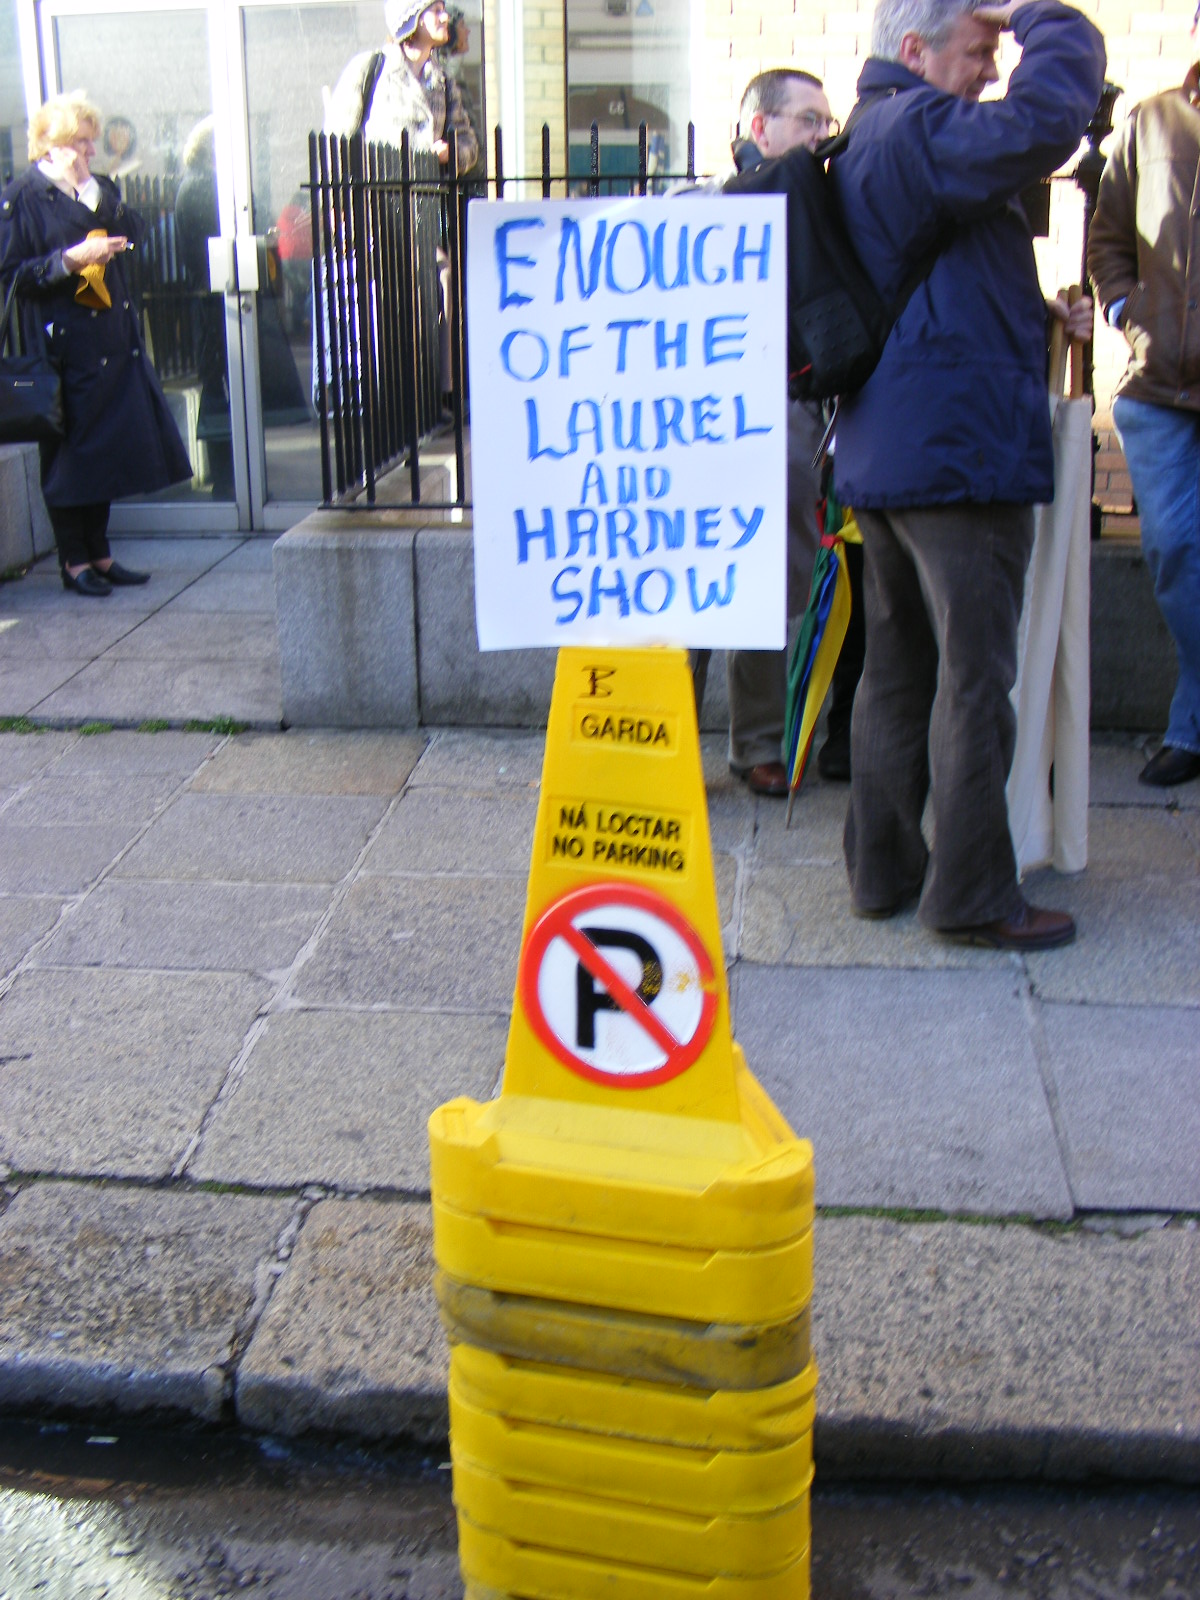 ENOUGH
OF THE
LAUREL
AND
HARNEY
SHOW
B
GARDA
NÁ LOCTAR
NO PARKING
P